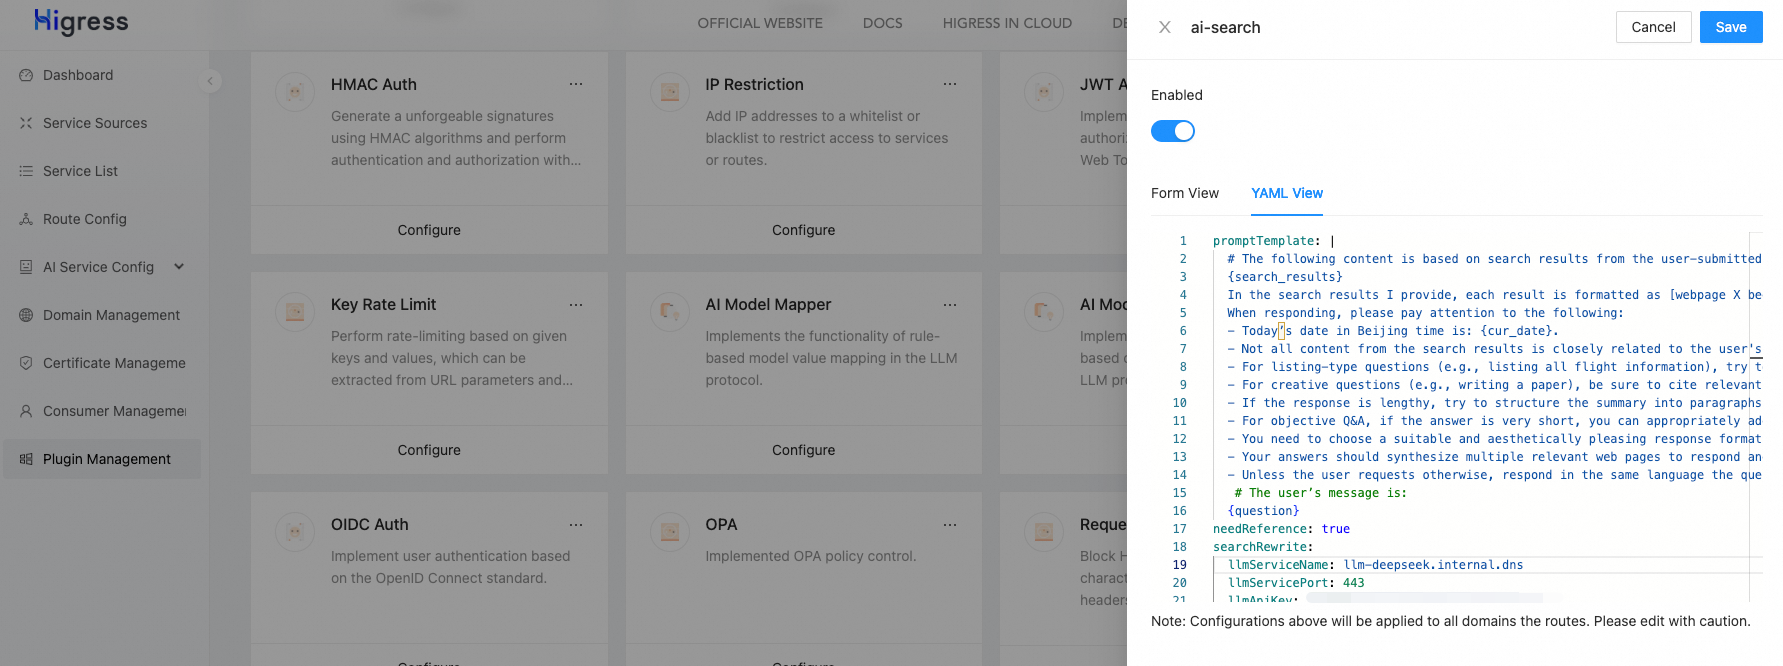 Higress
OFFICIAL WEBSITE
DOCS
HIGRESS IN CLOUD
DE
Dashboard
Service Sources
Service List
Route Config
AI Service Config
Domain Management
Certificate Manageme
Consumer Managemen
Plugin Management
HMAC Auth
Generate a unforgeable signatures
using HMAC algorithms and perform
authentication and authorization with...
Configure
IP Restriction
Add IP addresses to a whitelist or
blacklist to restrict access to services
or routes.
Configure
JWT A
Implem
authoriz
Web To
Key Rate Limit
Perform rate-limiting based on given
keys and values, which can be
extracted from URL parameters and...
Configure
AI Model Mapper
Implements the functionality of rule-
based model value mapping in the LLM
protocol.
Configure
AI Mo
Implem
based o
LLM pr
OIDC Auth
Implement user authentication based
on the OpenID Connect standard.
Configure
OPA
Implemented OPA policy control.
Configure
Reque
Block H
charact
headers
ai-search
Cancel
Save
Enabled
Form View
YAML View
1 promptTemplate: |
2 # The following content is based on search results from the user-submitted
3 {search_results}
4 In the search results I provide, each result is formatted as [webpage X be
5 When responding, please pay attention to the following:
6 - Today’s date in Beijing time is: {cur_date}.
7 - Not all content from the search results is closely related to the user's
8 - For listing-type questions (e.g., listing all flight information), try t
9 - For creative questions (e.g., writing a paper), be sure to cite relevant
10 - If the response is lengthy, try to structure the summary into paragraphs
11 - For objective Q&A, if the answer is very short, you can appropriately ad
12 - You need to choose a suitable and aesthetically pleasing response format
13 - Your answers should synthesize multiple relevant web pages to respond an
14 - Unless the user requests otherwise, respond in the same language the que
15 # The user’s message is:
16 {question}
17 needReference: true
18 searchRewrite:
19 llmServiceName: llm-deepseek.internal.dns
20 llmServicePort: 443
21 llmApiKey:
Note: Configurations above will be applied to all domains the routes. Please edit with caution.